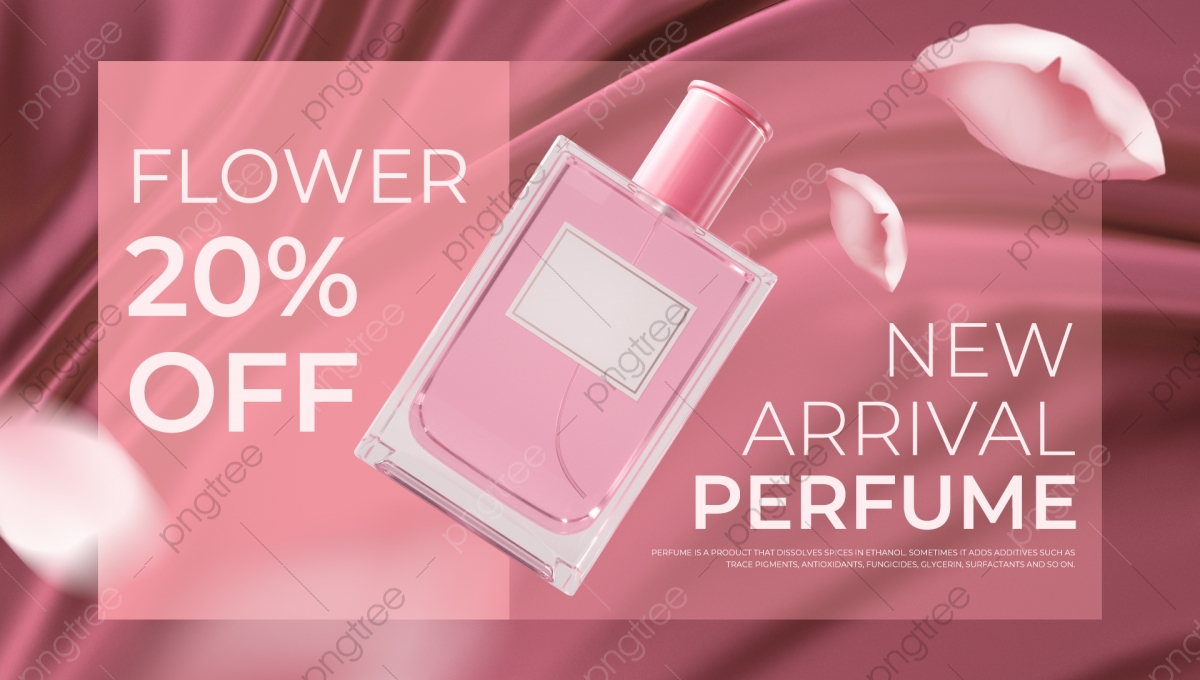 FLOWER
20%
OFF
NEW
ARRIVAL
PERFUME
PERFUME IS A PRODUCT THAT DISSOLVES SPICES IN ETHANOL. SOMETIMES IT ADDS ADDITIVES SUCH AS
TRACE PIGMENTS, ANTIOXIDANTS, FUNGICIDES, GLYCERIN, SURFACTANTS AND SO ON.
pngtree